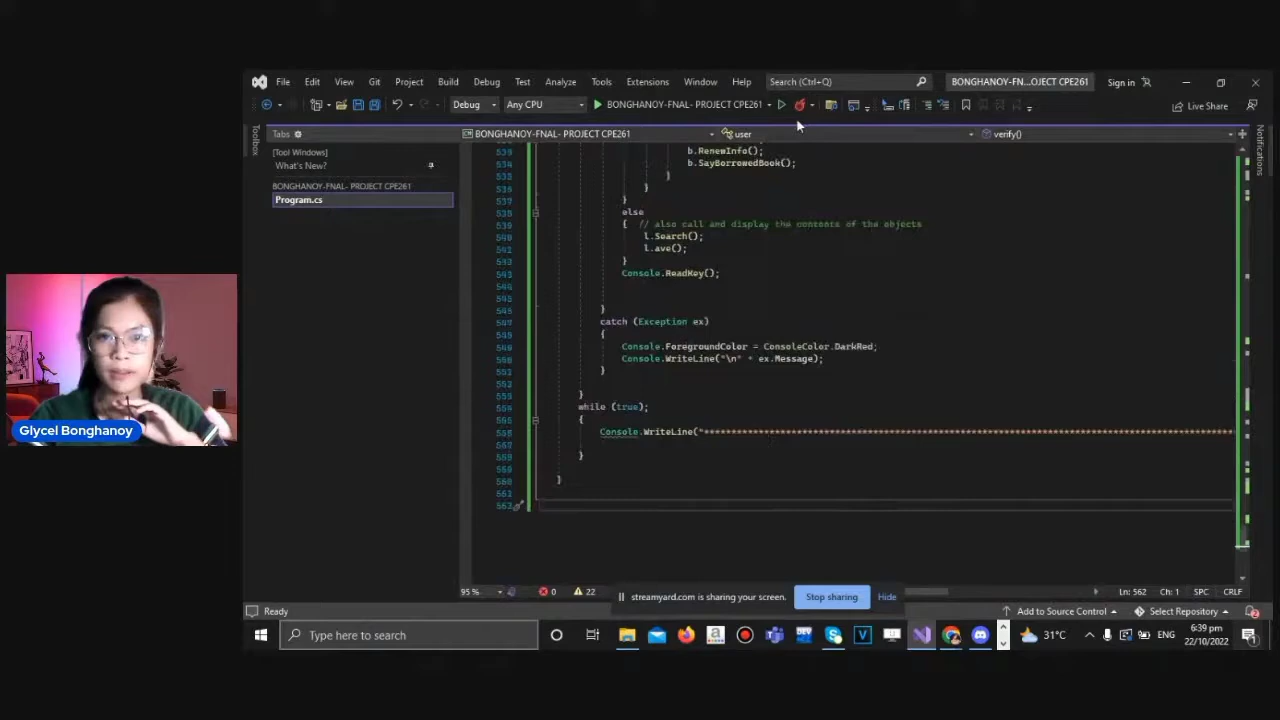 File Edit View Git Project Build Debug Test Analyze Tools Extensions Window Help Search (Ctrl+Q) BONGHANOY-FN...OJECT CPE261 Sign in
Debug Any CPU BONGHANOY-FNAL- PROJECT CPE261 Live Share
Toolbox
Tabs
BONGHANOY-FNAL- PROJECT CPE261 user verify()
Notifications
[Tool Windows]
What's New?
BONGHANOY-FNAL- PROJECT CPE261
Program.cs
b.RenewInfo();
b.SayBorrowedBook();
}
}
}
else
{ // also call and display the contents of the objects
l.Search();
l.ave();
}
Console.ReadKey();
}
catch (Exception ex)
{
Console.ForegroundColor = ConsoleColor.DarkRed;
Console.WriteLine("\n" + ex.Message);
}
}
while (true);
{
Console.WriteLine("
}
}
Glycel Bonghanoy
95 % 0 22 Ln: 562 Ch: 1 SPC CRLF
streamyard.com is sharing your screen. Stop sharing Hide
Ready Add to Source Control Select Repository 2
Type here to search 31°C ENG 6:39 pm
22/10/2022